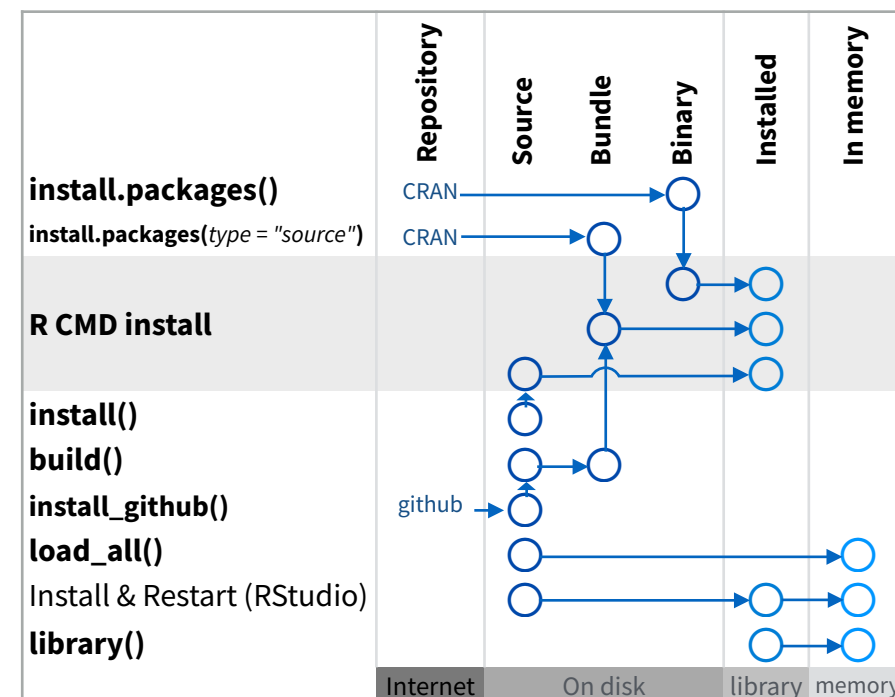 Repository
Source
Bundle
Binary
Installed
In memory
install.packages()
CRAN
install.packages(type = "source")
CRAN
R CMD install
install()
build()
install_github()
github
load_all()
Install & Restart (RStudio)
library()
Internet
On disk
library
memory